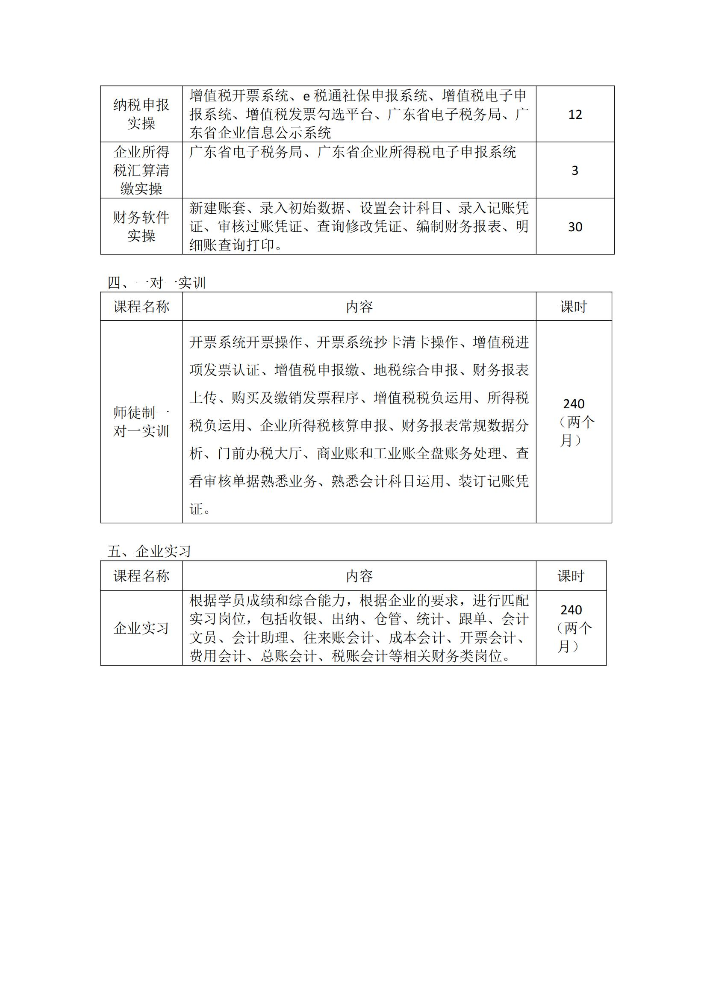 纳税申报
实操
增值税开票系统、e 税通社保申报系统、增值税电子申
报系统、增值税发票勾选平台、广东省电子税务局、广
东省企业信息公示系统
12
企业所得
税汇算清
缴实操
广东省电子税务局、广东省企业所得税电子申报系统
3
财务软件
实操
新建账套、录入初始数据、设置会计科目、录入记账凭
证、审核过账凭证、查询修改凭证、编制财务报表、明
细账查询打印。
30
四、一对一实训
课程名称
内容
课时
师徒制一
对一实训
开票系统开票操作、开票系统抄卡清卡操作、增值税进
项发票认证、增值税申报缴、地税综合申报、财务报表
上传、购买及缴销发票程序、增值税税负运用、所得税
税负运用、企业所得税核算申报、财务报表常规数据分
析、门前办税大厅、商业账和工业账全盘账务处理、查
看审核单据熟悉业务、熟悉会计科目运用、装订记账凭
证。
240
（两个
月）
五、企业实习
课程名称
内容
课时
企业实习
根据学员成绩和综合能力，根据企业的要求，进行匹配
实习岗位，包括收银、出纳、仓管、统计、跟单、会计
文员、会计助理、往来账会计、成本会计、开票会计、
费用会计、总账会计、税账会计等相关财务类岗位。
240
（两个
月）